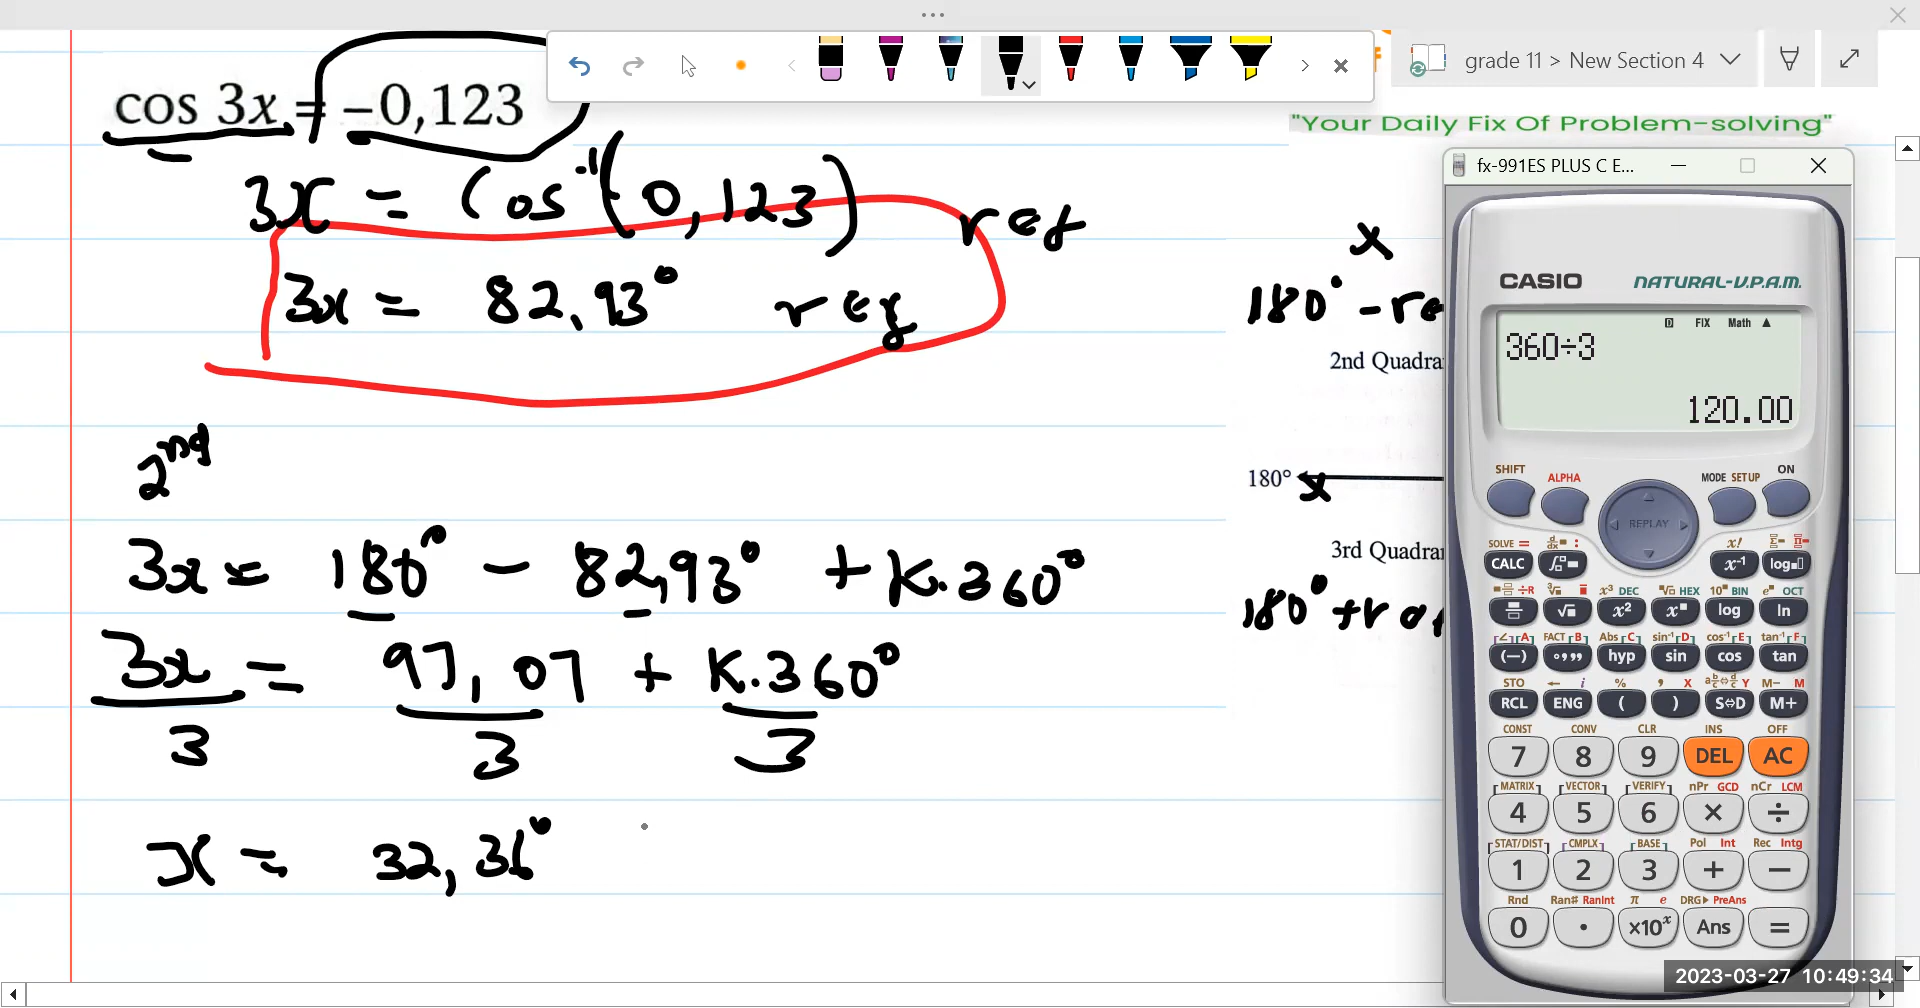 grade 11 > New Section 4
"Your Daily Fix Of Problem-solving"
cos 3x = −0,123
3x = cos⁻¹(0,123) ref
3x = 82,93° ref
2nd
3x = 180° − 82,93° + K.360°
3x = 97,07 + K.360°
3 3 3
x = 32,36°
x
180° - re
2nd Quadra
180° x
3rd Quadra
180° +
fx-991ES PLUS C E...
CASIO NATURAL-V.P.A.M.
D FIX Math ▲
360÷3
120.00
SHIFT ALPHA MODE SETUP ON
REPLAY
SOLVE = d/dx : x! Σ Π
CALC ∫ x⁻¹ log
÷R ³√ x³ DEC ˣ√ HEX 10ˣ BIN eˣ OCT
√ x² x log ln
∠ A FACT B Abs C sin⁻¹ D cos⁻¹ E tan⁻¹ F
(−) °,,, hyp sin cos tan
STO ← i % , X a b/c⇔d/c Y M− M
RCL ENG ( ) S⇔D M+
CONST CONV CLR INS OFF
7 8 9 DEL AC
MATRIX VECTOR VERIFY nPr GCD nCr LCM
4 5 6 × ÷
STAT/DIST CMPLX BASE Pol Int Rec Intg
1 2 3 + −
Rnd Ran# RanInt π e DRG▶ PreAns
0 . ×10ˣ Ans =
2023-03-27 10:49:34